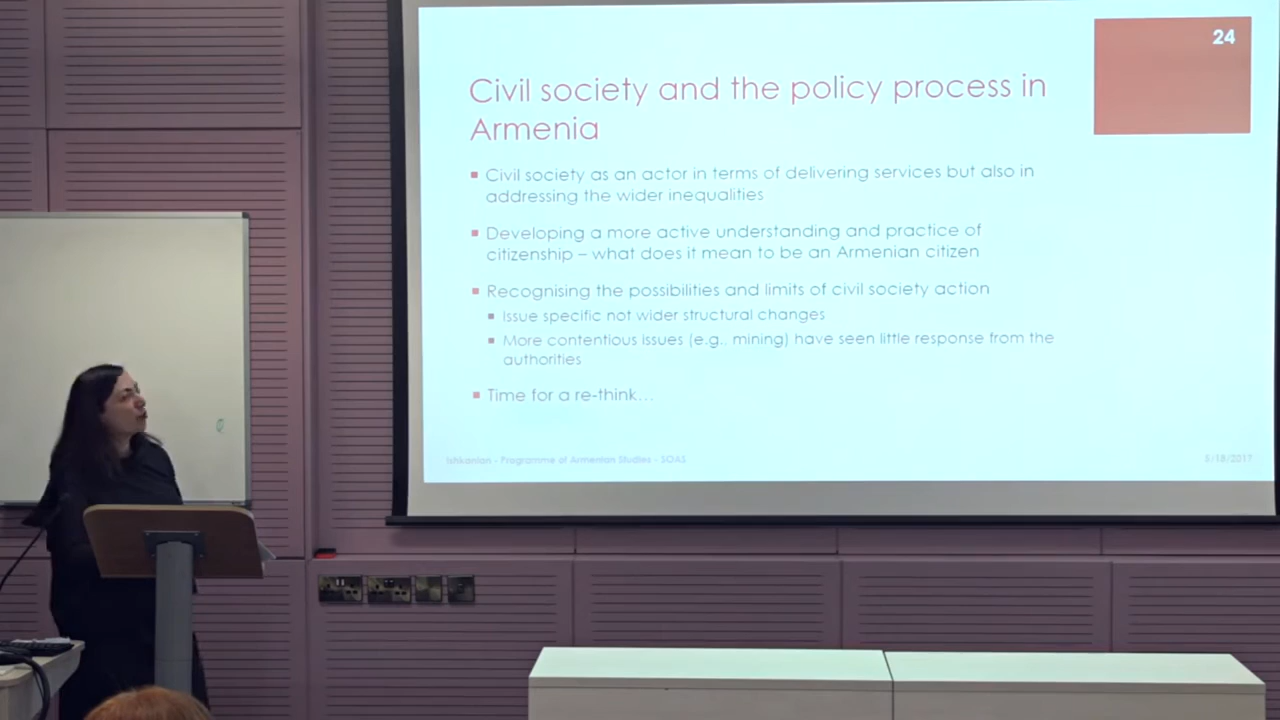 24
Civil society and the policy process in
Armenia
Civil society as an actor in terms of delivering services but also in
addressing the wider inequalities
Developing a more active understanding and practice of
citizenship – what does it mean to be an Armenian citizen
Recognising the possibilities and limits of civil society action
Issue specific not wider structural changes
More contentious issues (e.g., mining) have seen little response from the
authorities
Time for a re-think…
Ishkanian - Programme of Armenian Studies - SOAS
5/18/2017